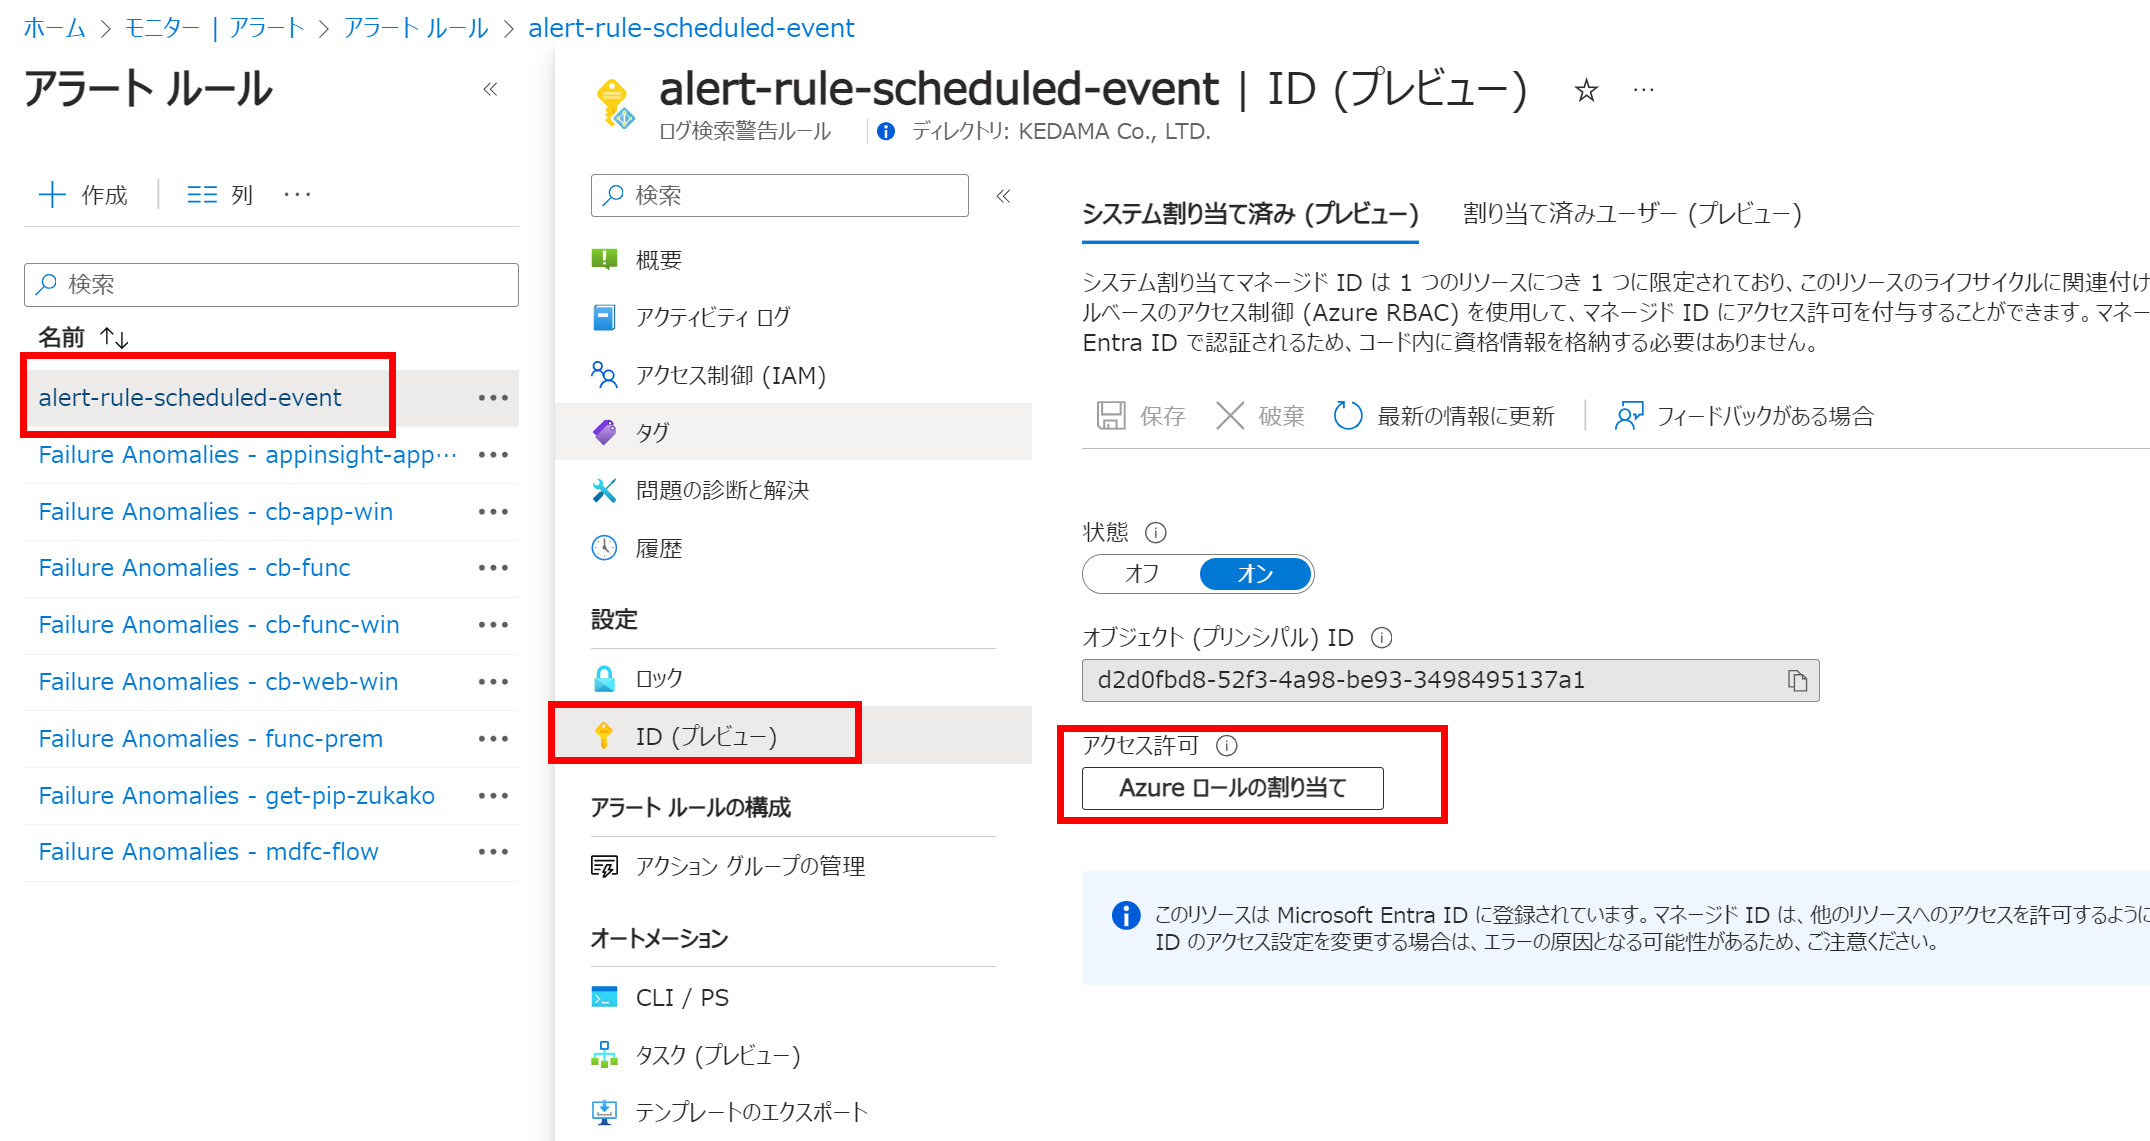 ホーム > モニター | アラート > アラート ルール > alert-rule-scheduled-event
アラート ルール
«
作成
列
...
検索
名前 ↑↓
alert-rule-scheduled-event
Failure Anomalies - appinsight-app...
Failure Anomalies - cb-app-win
Failure Anomalies - cb-func
Failure Anomalies - cb-func-win
Failure Anomalies - cb-web-win
Failure Anomalies - func-prem
Failure Anomalies - get-pip-zukako
Failure Anomalies - mdfc-flow
alert-rule-scheduled-event | ID (プレビュー)
ログ検索警告ルール
ディレクトリ: KEDAMA Co., LTD.
検索
«
概要
アクティビティ ログ
アクセス制御 (IAM)
タグ
問題の診断と解決
履歴
設定
ロック
ID (プレビュー)
アラート ルールの構成
アクション グループの管理
オートメーション
CLI / PS
タスク (プレビュー)
テンプレートのエクスポート
システム割り当て済み (プレビュー)
割り当て済みユーザー (プレビュー)
システム割り当てマネージド ID は 1 つのリソースにつき 1 つに限定されており、このリソースのライフサイクルに関連付け
ルベースのアクセス制御 (Azure RBAC) を使用して、マネージド ID にアクセス許可を付与することができます。マネー
Entra ID で認証されるため、コード内に資格情報を格納する必要はありません。
保存
破棄
最新の情報に更新
フィードバックがある場合
状態
オフ
オン
オブジェクト (プリンシパル) ID
d2d0fbd8-52f3-4a98-be93-3498495137a1
アクセス許可
Azure ロールの割り当て
このリソースは Microsoft Entra ID に登録されています。マネージド ID は、他のリソースへのアクセスを許可するように
ID のアクセス設定を変更する場合は、エラーの原因となる可能性があるため、ご注意ください。